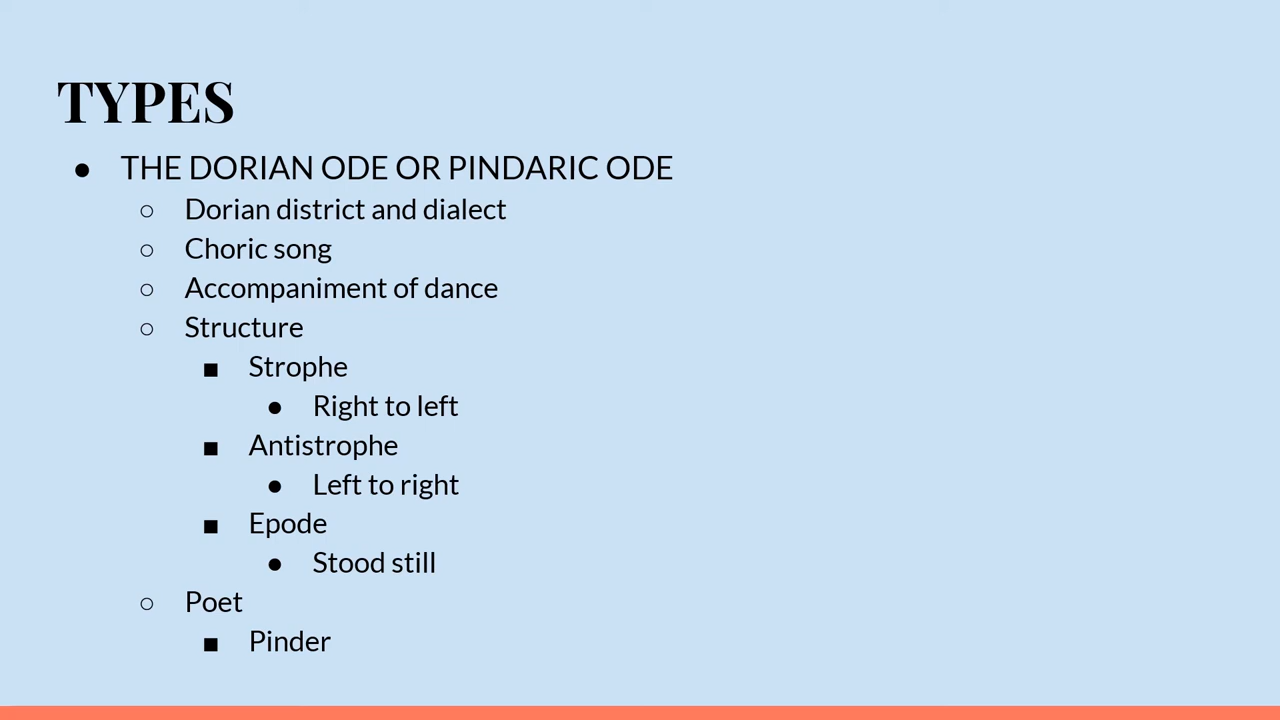 TYPES
● THE DORIAN ODE OR PINDARIC ODE
○ Dorian district and dialect
○ Choric song
○ Accompaniment of dance
○ Structure
■ Strophe
● Right to left
■ Antistrophe
● Left to right
■ Epode
● Stood still
○ Poet
■ Pinder